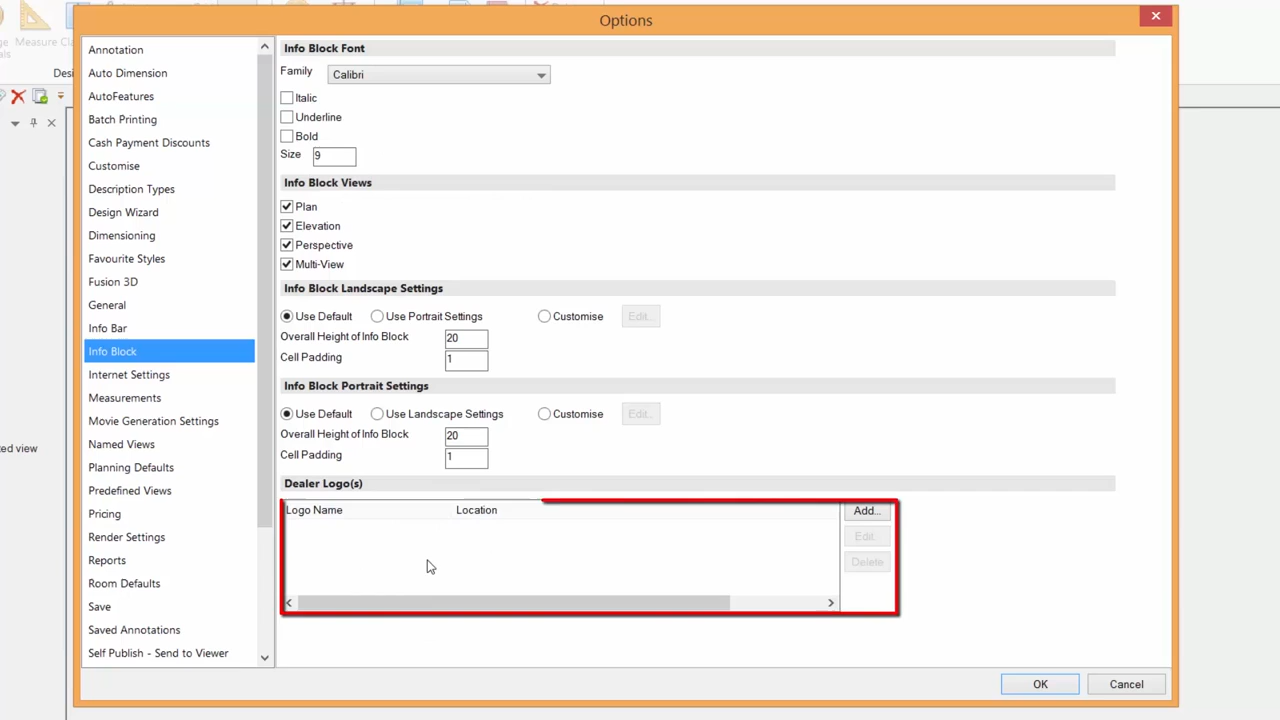 Options
Measure
Annotation
Auto Dimension
AutoFeatures
Batch Printing
Cash Payment Discounts
Customise
Description Types
Design Wizard
Dimensioning
Favourite Styles
Fusion 3D
General
Info Bar
Info Block
Internet Settings
Measurements
Movie Generation Settings
Named Views
Planning Defaults
Predefined Views
Pricing
Render Settings
Reports
Room Defaults
Save
Saved Annotations
Self Publish - Send to Viewer
Info Block Font
Family Calibri
Italic
Underline
Bold
Size 9
Info Block Views
Plan
Elevation
Perspective
Multi-View
Info Block Landscape Settings
Use Default Use Portrait Settings Customise Edit...
Overall Height of Info Block 20
Cell Padding 1
Info Block Portrait Settings
Use Default Use Landscape Settings Customise Edit...
Overall Height of Info Block 20
Cell Padding 1
Dealer Logo(s)
Logo Name Location Add...
Edit
Delete
view
OK Cancel